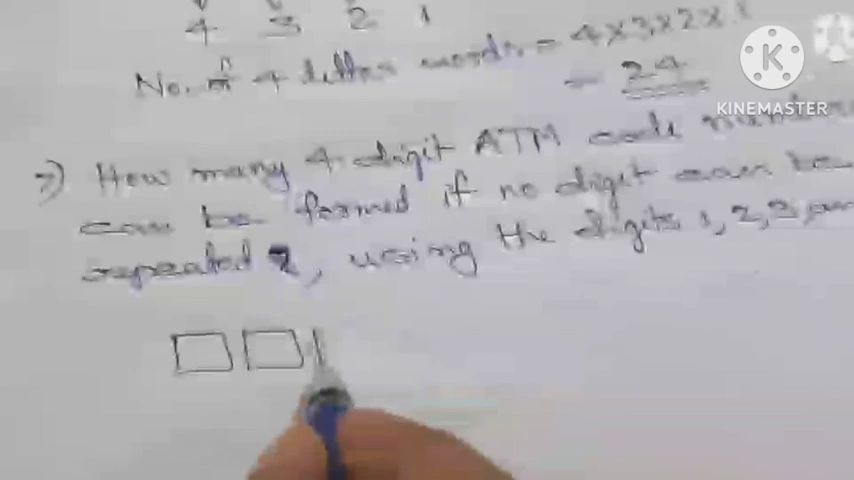 4 3 2 1
No. of 4 letter words = 4×3×2×1
= 24
KINEMASTER
7) How many 4-digit ATM code
can be formed if no digit can be
repeated, using the digits 1, 2, 3,